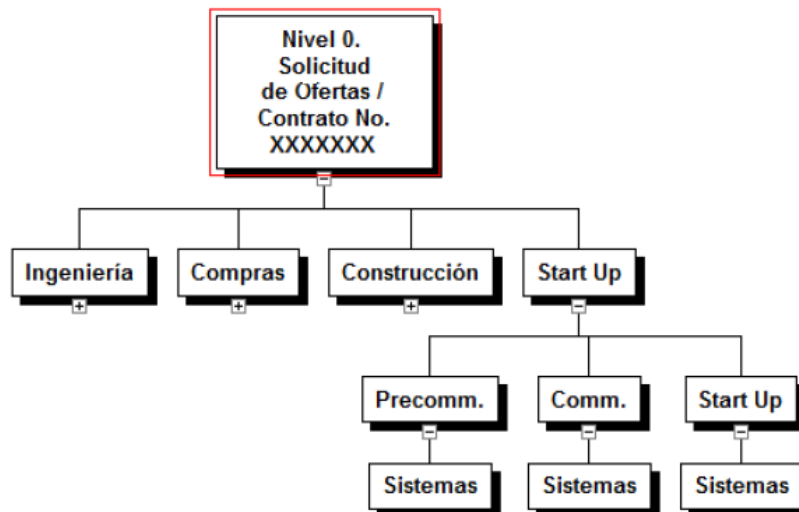 Nivel 0.
Solicitud
de Ofertas /
Contrato No.
XXXXXXX
Ingeniería
Compras
Construcción
Start Up
Precomm.
Comm.
Start Up
Sistemas
Sistemas
Sistemas